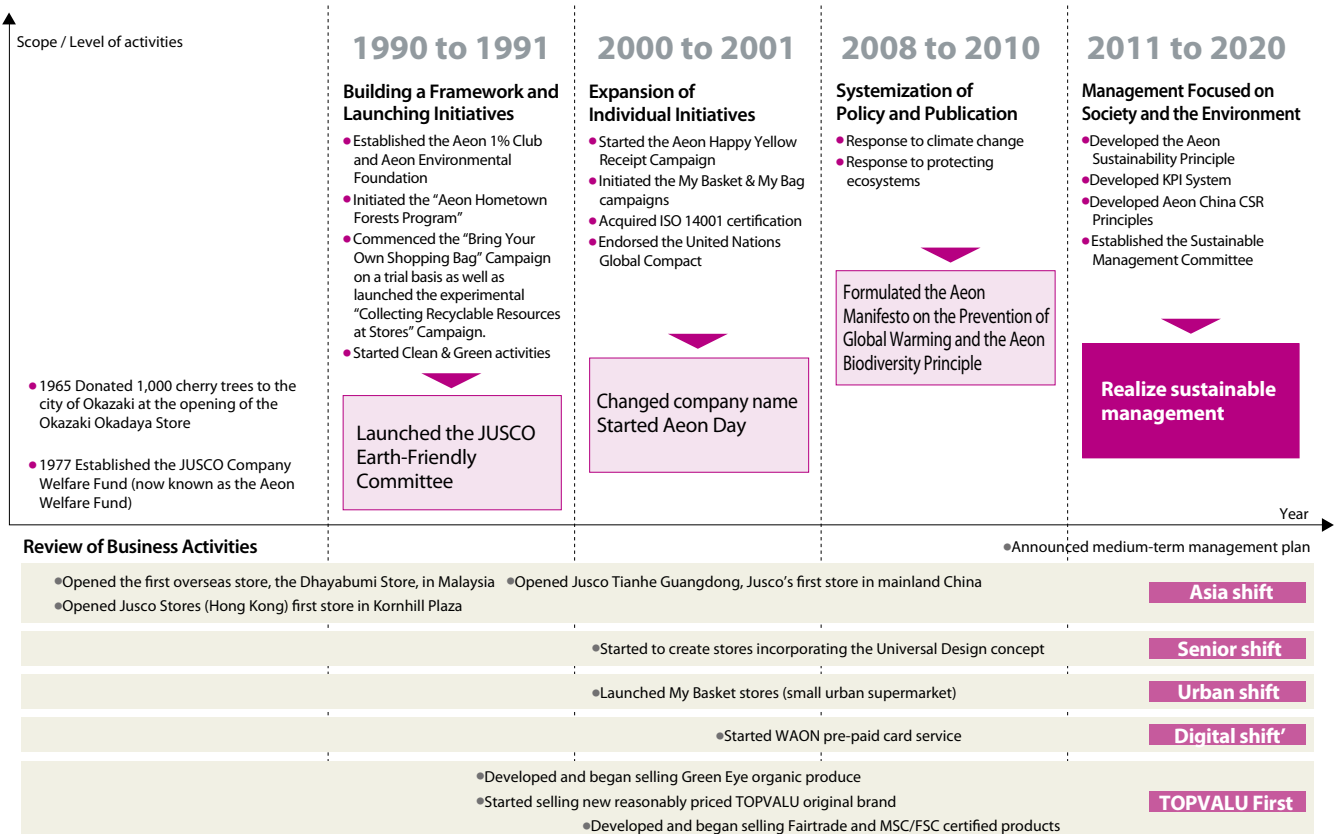 Scope / Level of activities
● 1965 Donated 1,000 cherry trees to the
city of Okazaki at the opening of the
Okazaki Okadaya Store
● 1977 Established the JUSCO Company
Welfare Fund (now known as the Aeon
Welfare Fund)
1990 to 1991
Building a Framework and
Launching Initiatives
● Established the Aeon 1% Club
and Aeon Environmental
Foundation
● Initiated the “Aeon Hometown
Forests Program”
● Commenced the “Bring Your
Own Shopping Bag” Campaign
on a trial basis as well as
launched the experimental
“Collecting Recyclable Resources
at Stores” Campaign.
● Started Clean & Green activities
Launched the JUSCO
Earth-Friendly
Committee
2000 to 2001
Expansion of
Individual Initiatives
● Started the Aeon Happy Yellow
Receipt Campaign
● Initiated the My Basket & My Bag
campaigns
● Acquired ISO 14001 certification
● Endorsed the United Nations
Global Compact
Changed company name
Started Aeon Day
2008 to 2010
Systemization of
Policy and Publication
● Response to climate change
● Response to protecting
ecosystems
Formulated the Aeon
Manifesto on the Prevention of
Global Warming and the Aeon
Biodiversity Principle
2011 to 2020
Management Focused on
Society and the Environment
●Developed the Aeon
Sustainability Principle
●Developed KPI System
●Developed Aeon China CSR
Principles
● Established the Sustainable
Management Committee
Realize sustainable
management
Year
Review of Business Activities
●Announced medium-term management plan
●Opened the first overseas store, the Dhayabumi Store, in Malaysia ●Opened Jusco Tianhe Guangdong, Jusco’s first store in mainland China
●Opened Jusco Stores (Hong Kong) first store in Kornhill Plaza
Asia shift
●Started to create stores incorporating the Universal Design concept
Senior shift
●Launched My Basket stores (small urban supermarket)
Urban shift
●Started WAON pre-paid card service
Digital shift’
●Developed and began selling Green Eye organic produce
●Started selling new reasonably priced TOPVALU original brand
●Developed and began selling Fairtrade and MSC/FSC certified products
TOPVALU First